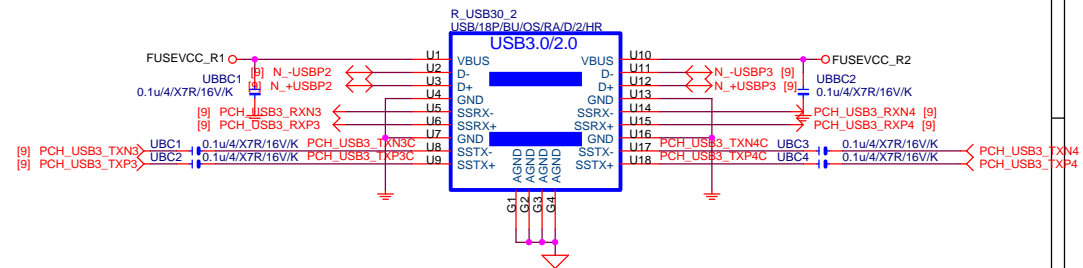 R_USB30_2
USB/18P/BU/OS/RA/D/2/HR
USB3.0/2.0
FUSEVCC_R1 U1 VBUS VBUS U10 FUSEVCC_R2
[9] N_-USBP2 U2 D- D- U11 N_-USBP3 [9]
UBBC1 [9] N_+USBP2 U3 D+ D+ U12 N_+USBP3 [9] UBBC2
0.1u/4/X7R/16V/K U4 GND GND U13 0.1u/4/X7R/16V/K
[9] PCH_USB3_RXN3 U5 SSRX- SSRX- U14 PCH_USB3_RXN4 [9]
[9] PCH_USB3_RXP3 U6 SSRX+ SSRX+ U15 PCH_USB3_RXP4 [9]
U7 GND GND U16
[9] PCH_USB3_TXN3 UBC1 0.1u/4/X7R/16V/K PCH_USB3_TXN3C U8 SSTX- SSTX- U17 PCH_USB3_TXN4C UBC3 0.1u/4/X7R/16V/K PCH_USB3_TXN4
[9] PCH_USB3_TXP3 UBC2 0.1u/4/X7R/16V/K PCH_USB3_TXP3C U9 SSTX+ SSTX+ U18 PCH_USB3_TXP4C UBC4 0.1u/4/X7R/16V/K PCH_USB3_TXP4
AGND AGND AGND AGND
G1 G2 G3 G4